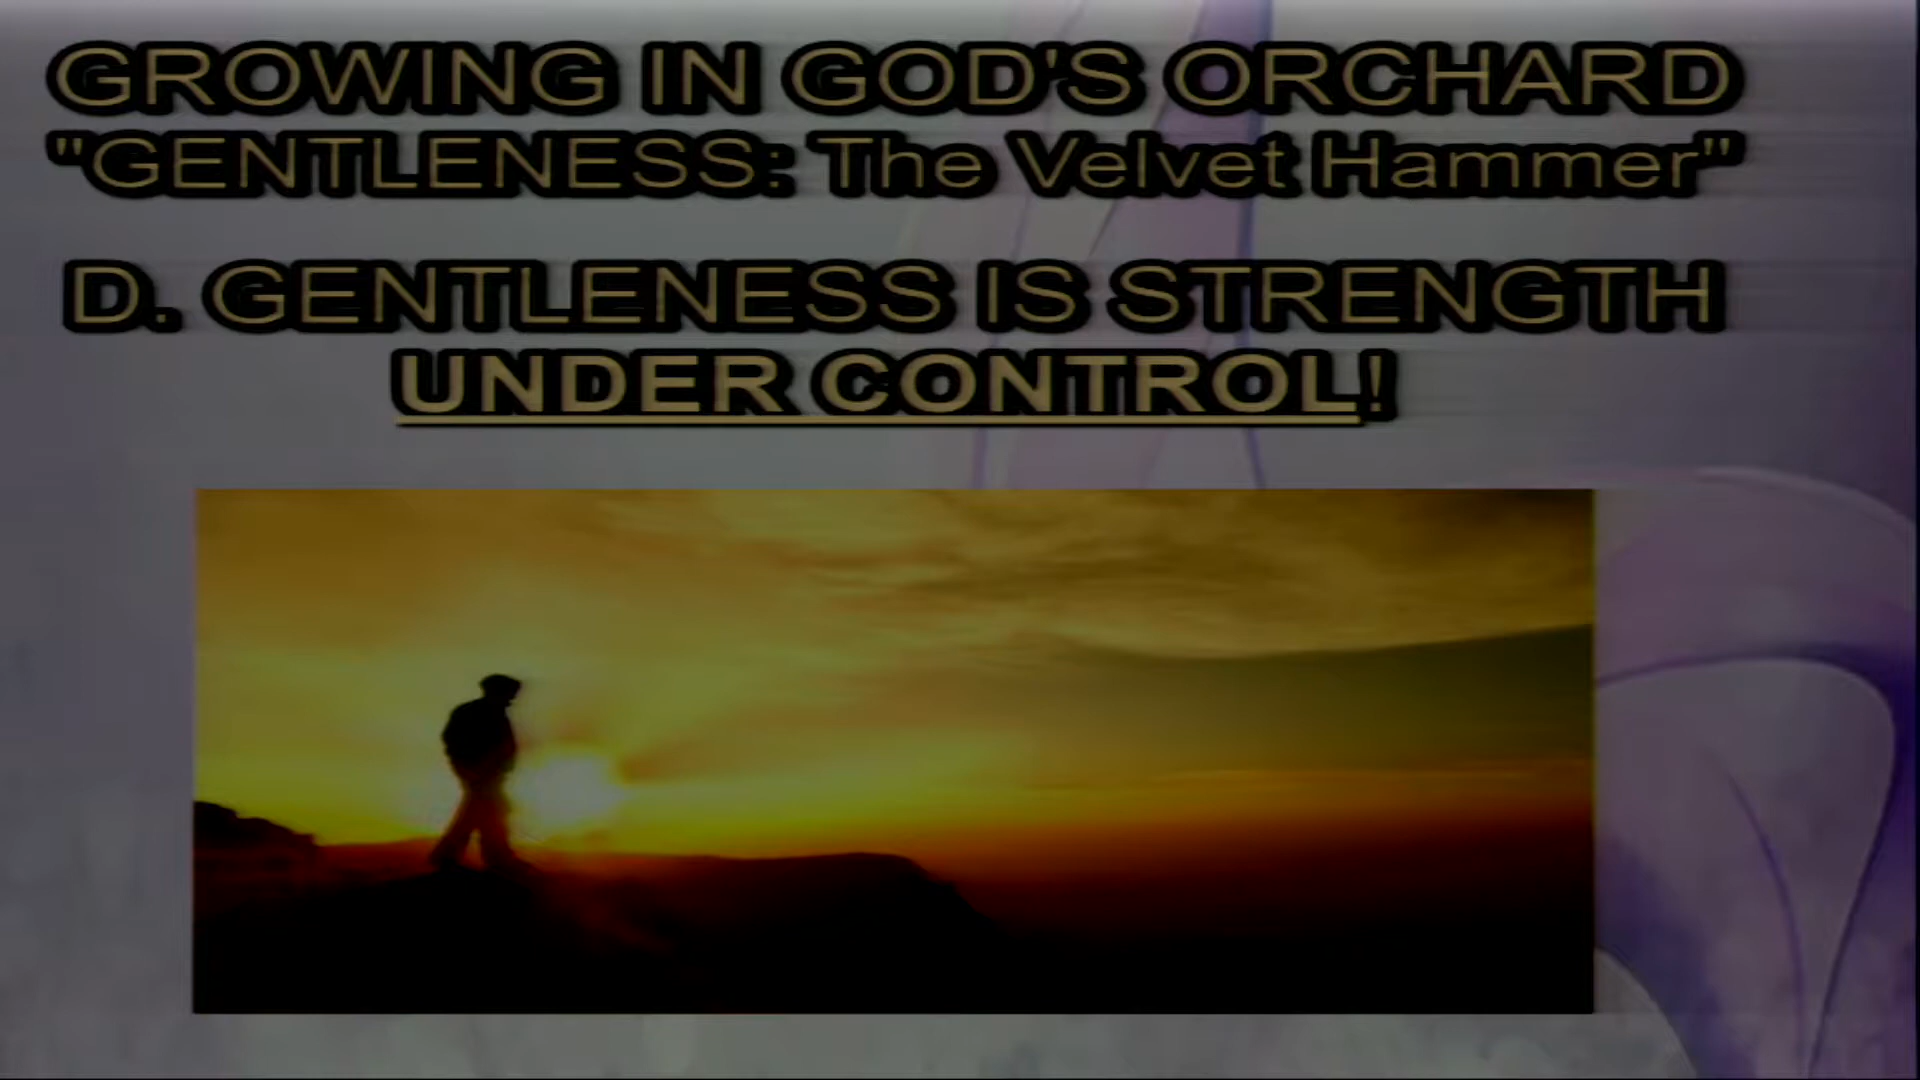 GROWING IN GOD'S ORCHARD
"GENTLENESS: The Velvet Hammer"
D. GENTLENESS IS STRENGTH
UNDER CONTROL!